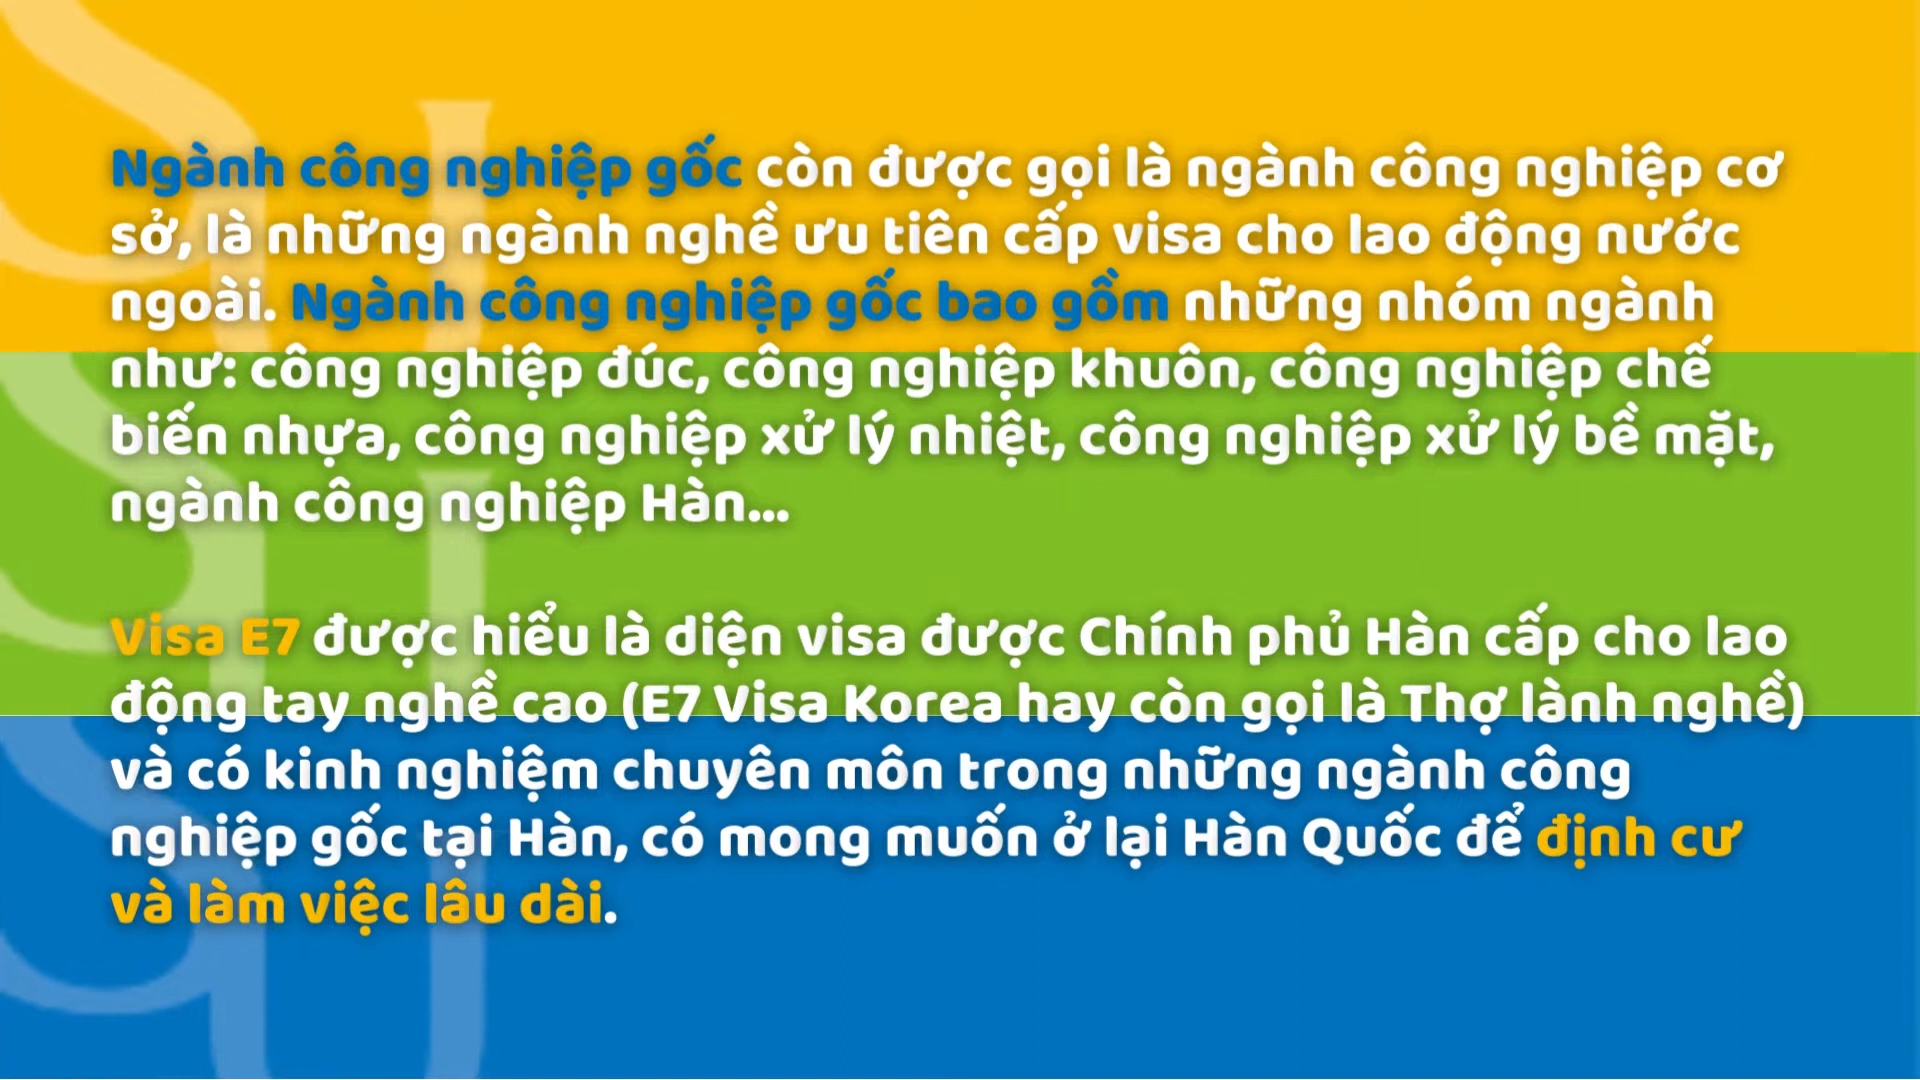 Ngành công nghiệp gốc còn được gọi là ngành công nghiệp cơ
sở, là những ngành nghề ưu tiên cấp visa cho lao động nước
ngoài. Ngành công nghiệp gốc bao gồm những nhóm ngành
như: công nghiệp đúc, công nghiệp khuôn, công nghiệp chế
biến nhựa, công nghiệp xử lý nhiệt, công nghiệp xử lý bề mặt,
ngành công nghiệp Hàn...
Visa E7 được hiểu là diện visa được Chính phủ Hàn cấp cho lao
động tay nghề cao (E7 Visa Korea hay còn gọi là Thợ lành nghề)
và có kinh nghiệm chuyên môn trong những ngành công
nghiệp gốc tại Hàn, có mong muốn ở lại Hàn Quốc để định cư
và làm việc lâu dài.